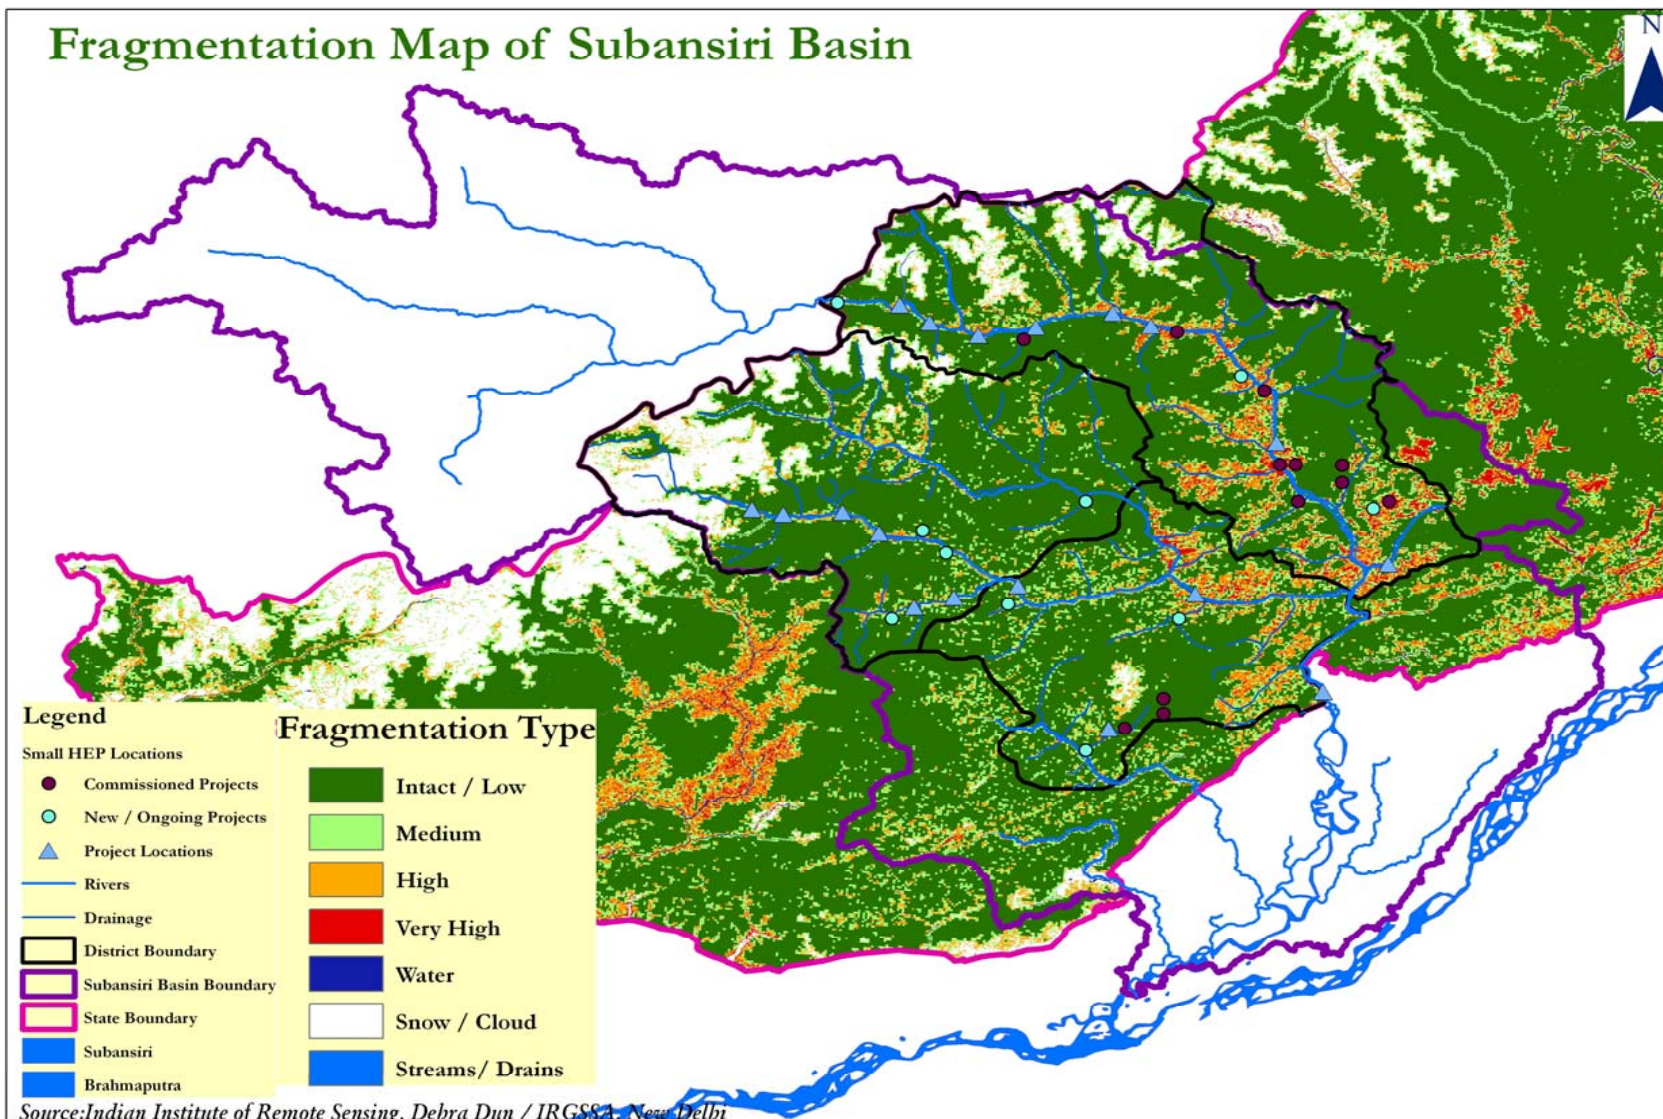 Fragmentation Map of Subansiri Basin
N
Legend
Small HEP Locations
Commissioned Projects
New / Ongoing Projects
Project Locations
Rivers
Drainage
District Boundary
Subansiri Basin Boundary
State Boundary
Subansiri
Brahmaputra
Fragmentation Type
Intact / Low
Medium
High
Very High
Water
Snow / Cloud
Streams/ Drains
Source:Indian Institute of Remote Sensing, Dehra Dun / IRGSSA, New Delhi